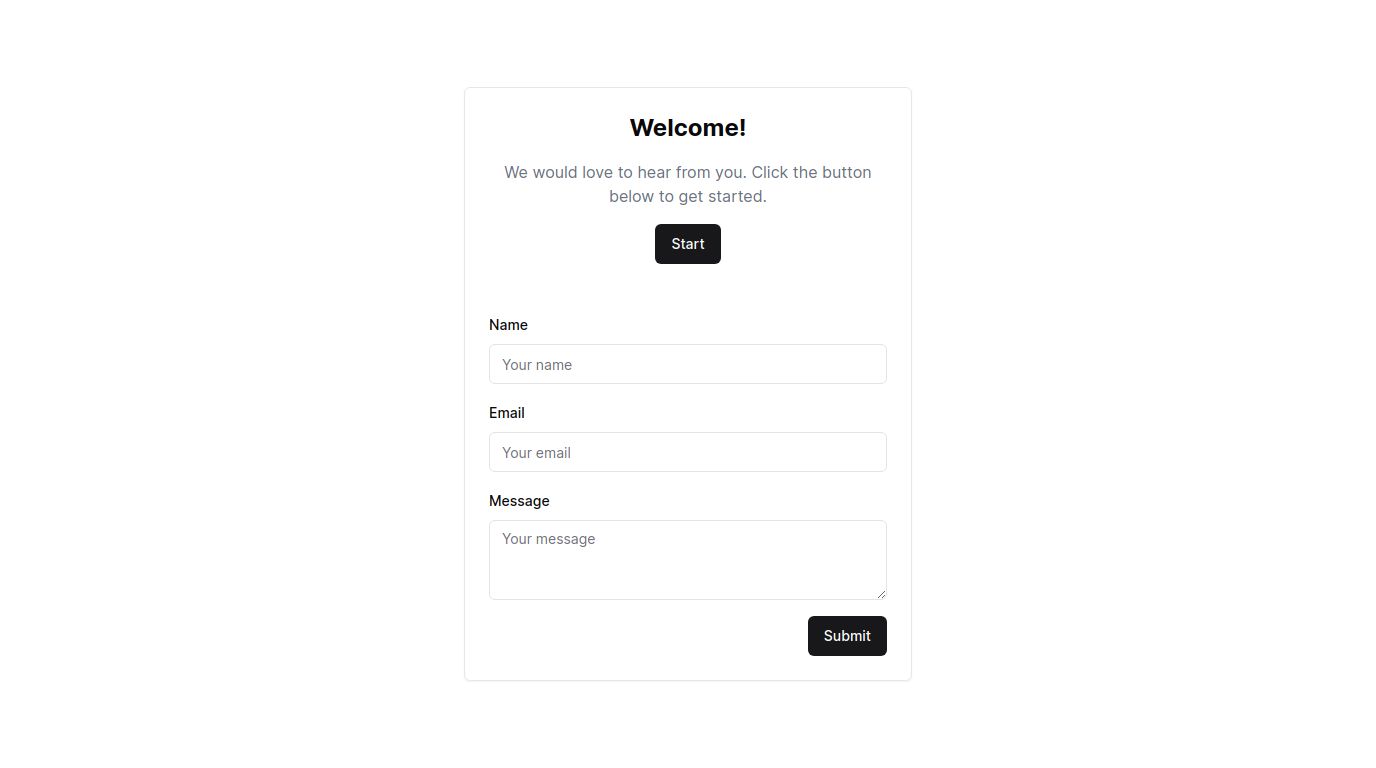 Welcome!
We would love to hear from you. Click the button
below to get started.
Start
Name
Your name
Email
Your email
Message
Your message
Submit